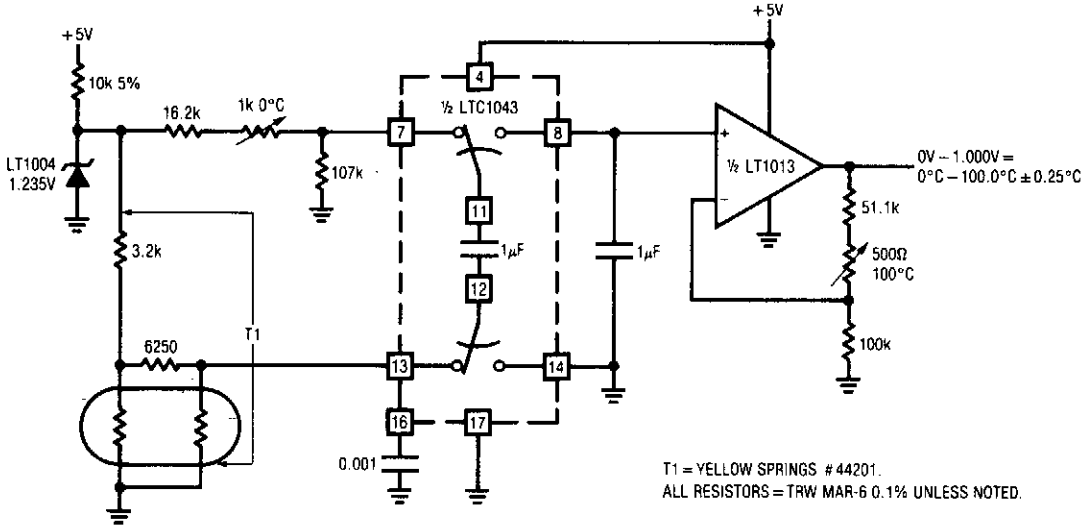 +5V
10k 5%
LT1004
1.235V
16.2k
1k 0°C
107k
3.2k
T1
6250
+5V
4
½ LTC1043
7
8
11
1µF
12
13
14
16
17
0.001
1µF
+
½ LT1013
−
0V – 1.000V =
0°C – 100.0°C ± 0.25°C
51.1k
500Ω
100°C
100k
T1 = YELLOW SPRINGS #44201.
ALL RESISTORS = TRW MAR-6 0.1% UNLESS NOTED.